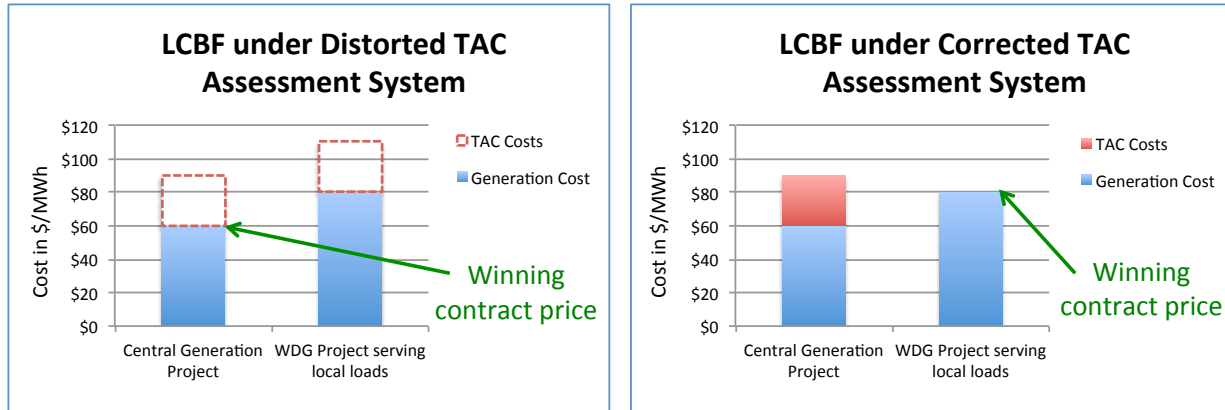 LCBF under Distorted TAC
Assessment System
$120
$100
$80
$60
$40
$20
$0
Cost in $/MWh
TAC Costs
Generation Cost
Winning
contract price
Central Generation
Project
WDG Project serving
local loads
LCBF under Corrected TAC
Assessment System
$120
$100
$80
$60
$40
$20
$0
Cost in $/MWh
TAC Costs
Generation Cost
Winning
contract price
Central Generation
Project
WDG Project serving
local loads